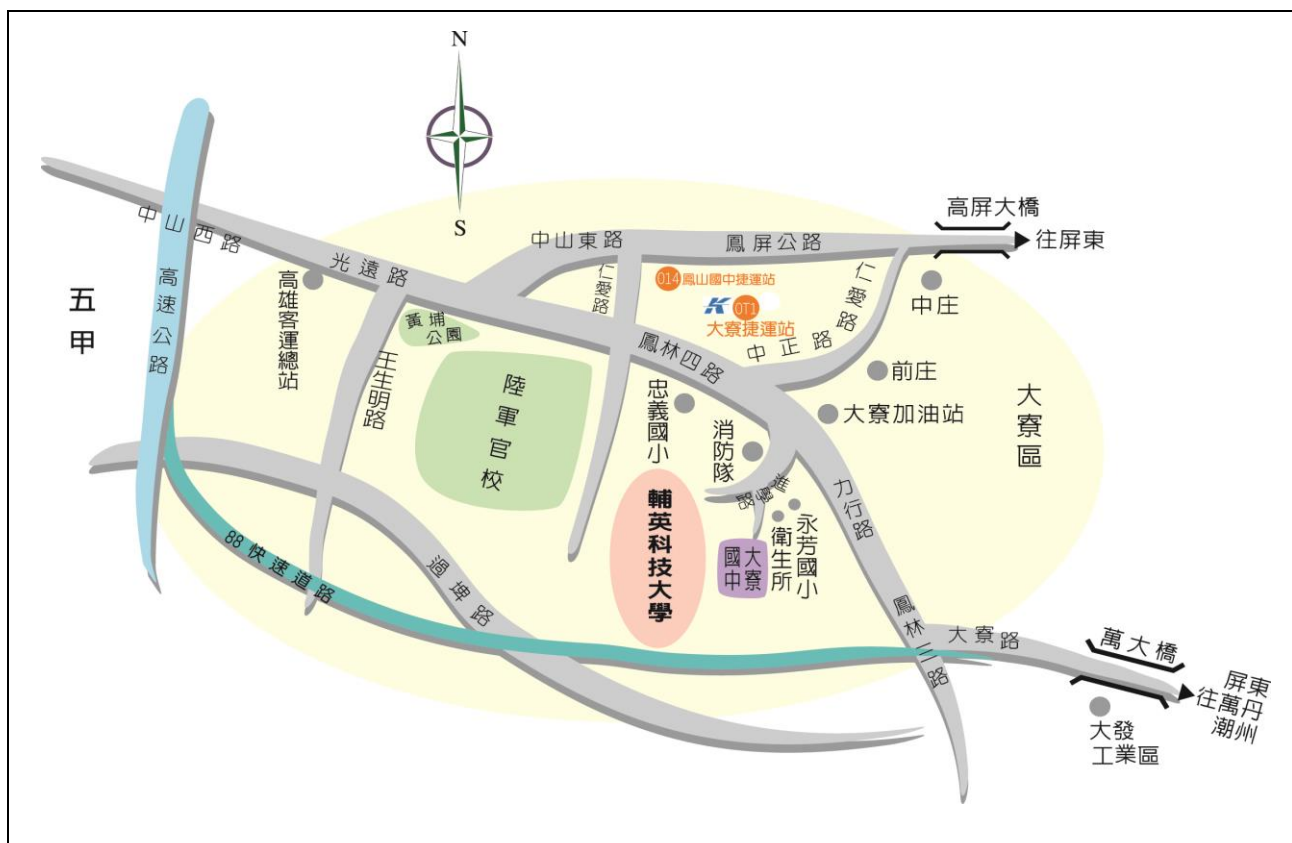 N
S
中山西路
高速公路
五甲
光遠路
高雄客運總站
黃埔
公園
王生明路
陸軍官校
中山東路
仁愛路
鳳屏公路
高屏大橋
往屏東
O14 鳳山國中捷運站
K OT1
大寮捷運站
仁愛路
中正路
中庄
前庄
大寮加油站
大寮區
鳳林四路
忠義國小
消防隊
進學路
輔英科技大學
大寮
國中
衛生所
永芳國小
力行路
鳳林三路
88快速道路
過埤路
大寮路
萬大橋
屏東
往萬丹
潮州
大發
工業區